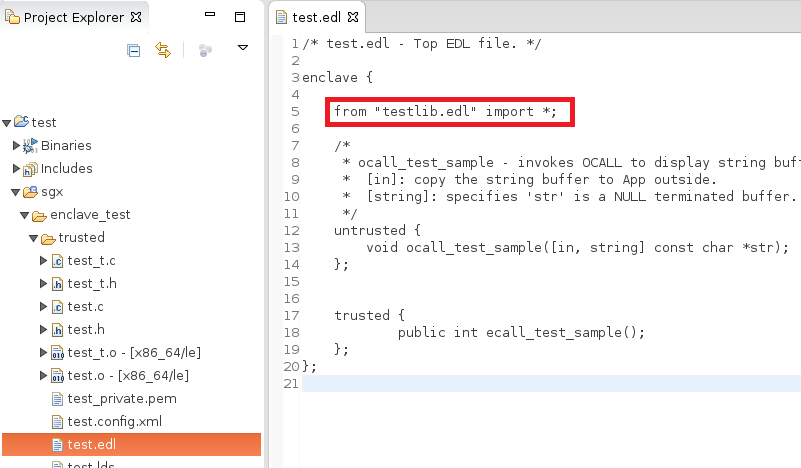 Project Explorer
test
Binaries
Includes
sgx
enclave_test
trusted
test_t.c
test_t.h
test.c
test.h
test_t.o - [x86_64/le]
test.o - [x86_64/le]
test_private.pem
test.config.xml
test.edl
test.lds
test.edl
1 /* test.edl - Top EDL file. */
2
3 enclave {
4
5     from "testlib.edl" import *;
6
7     /*
8      * ocall_test_sample - invokes OCALL to display string buff
9      *  [in]: copy the string buffer to App outside.
10      *  [string]: specifies 'str' is a NULL terminated buffer.
11      */
12     untrusted {
13         void ocall_test_sample([in, string] const char *str);
14     };
15
16
17     trusted {
18             public int ecall_test_sample();
19     };
20 };
21